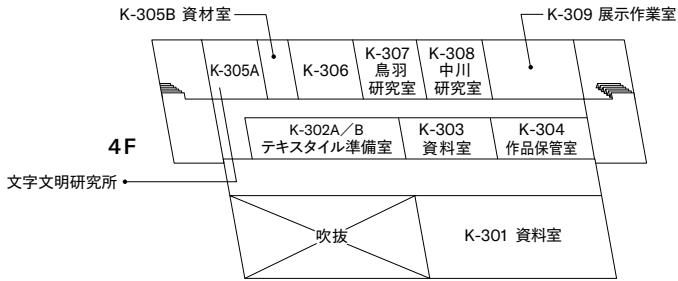 K-305B 資材室
K-309 展示作業室
K-305A
K-306
K-307
鳥羽
研究室
K-308
中川
研究室
4F
K-302A／B
テキスタイル準備室
K-303
資料室
K-304
作品保管室
文字文明研究所
吹抜
K-301 資料室